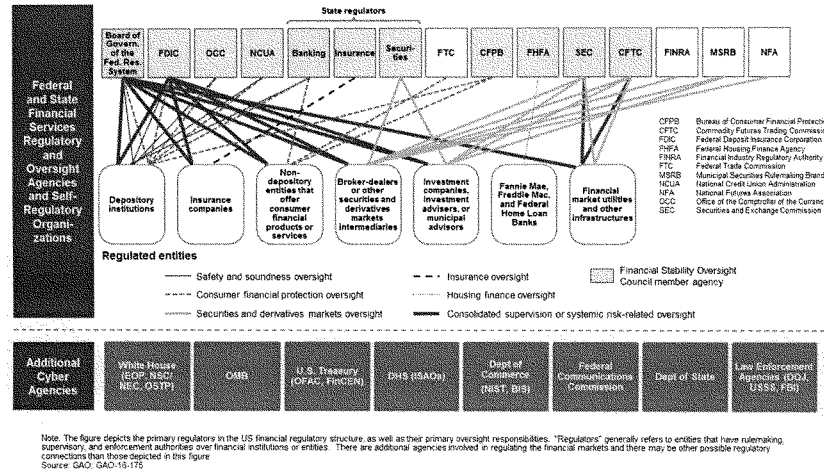 State regulators
Board of
Govern.
of the
Fed. Res.
System
FDIC
OCC
NCUA
Banking
Insurance
Securi-
ties
FTC
CFPB
FHFA
SEC
CFTC
FINRA
MSRB
NFA
Federal
and State
Financial
Services
Regulatory
and
Oversight
Agencies
and Self-
Regulatory
Organi-
zations
CFPB Bureau of Consumer Financial Protectio
CFTC Commodity Futures Trading Commissio
FDIC Federal Deposit Insurance Corporation
FHFA Federal Housing Finance Agency
FINRA Financial Industry Regulatory Authority
FTC Federal Trade Commission
MSRB Municipal Securities Rulemaking Brand
NCUA National Credit Union Administration
NFA National Futures Association
OCC Office of the Comptroller of the Currenc
SEC Securities and Exchange Commission
Depository
institutions
Insurance
companies
Non-
depository
entities that
offer
consumer
financial
products or
services
Broker-dealers
or other
securities and
derivatives
markets
intermediaries
Investment
companies,
investment
advisers, or
municipal
advisors
Fannie Mae,
Freddie Mac,
and Federal
Home Loan
Banks
Financial
market utilities
and other
infrastructures
Regulated entities
Safety and soundness oversight
Consumer financial protection oversight
Securities and derivatives markets oversight
Insurance oversight
Housing finance oversight
Consolidated supervision or systemic risk-related oversight
Financial Stability Oversight
Council member agency
Additional
Cyber
Agencies
White House
(EOP, NSC/
NEC, OSTP)
OMB
U.S. Treasury
(OFAC, FinCEN)
DHS (ISAOs)
Dept of
Commerce
(NIST, BIS)
Federal
Communications
Commission
Dept of State
Law Enforcement
Agencies (DOJ,
USSS, FBI)
Note. The figure depicts the primary regulators in the US financial regulatory structure, as well as their primary oversight responsibilities. "Regulators" generally refers to entities that have rulemaking,
supervisory, and enforcement authorities over financial institutions or entities. There are additional agencies involved in regulating the financial markets and there may be other possible regulatory
connections than those depicted in this figure
Source: GAO; GAO-16-175